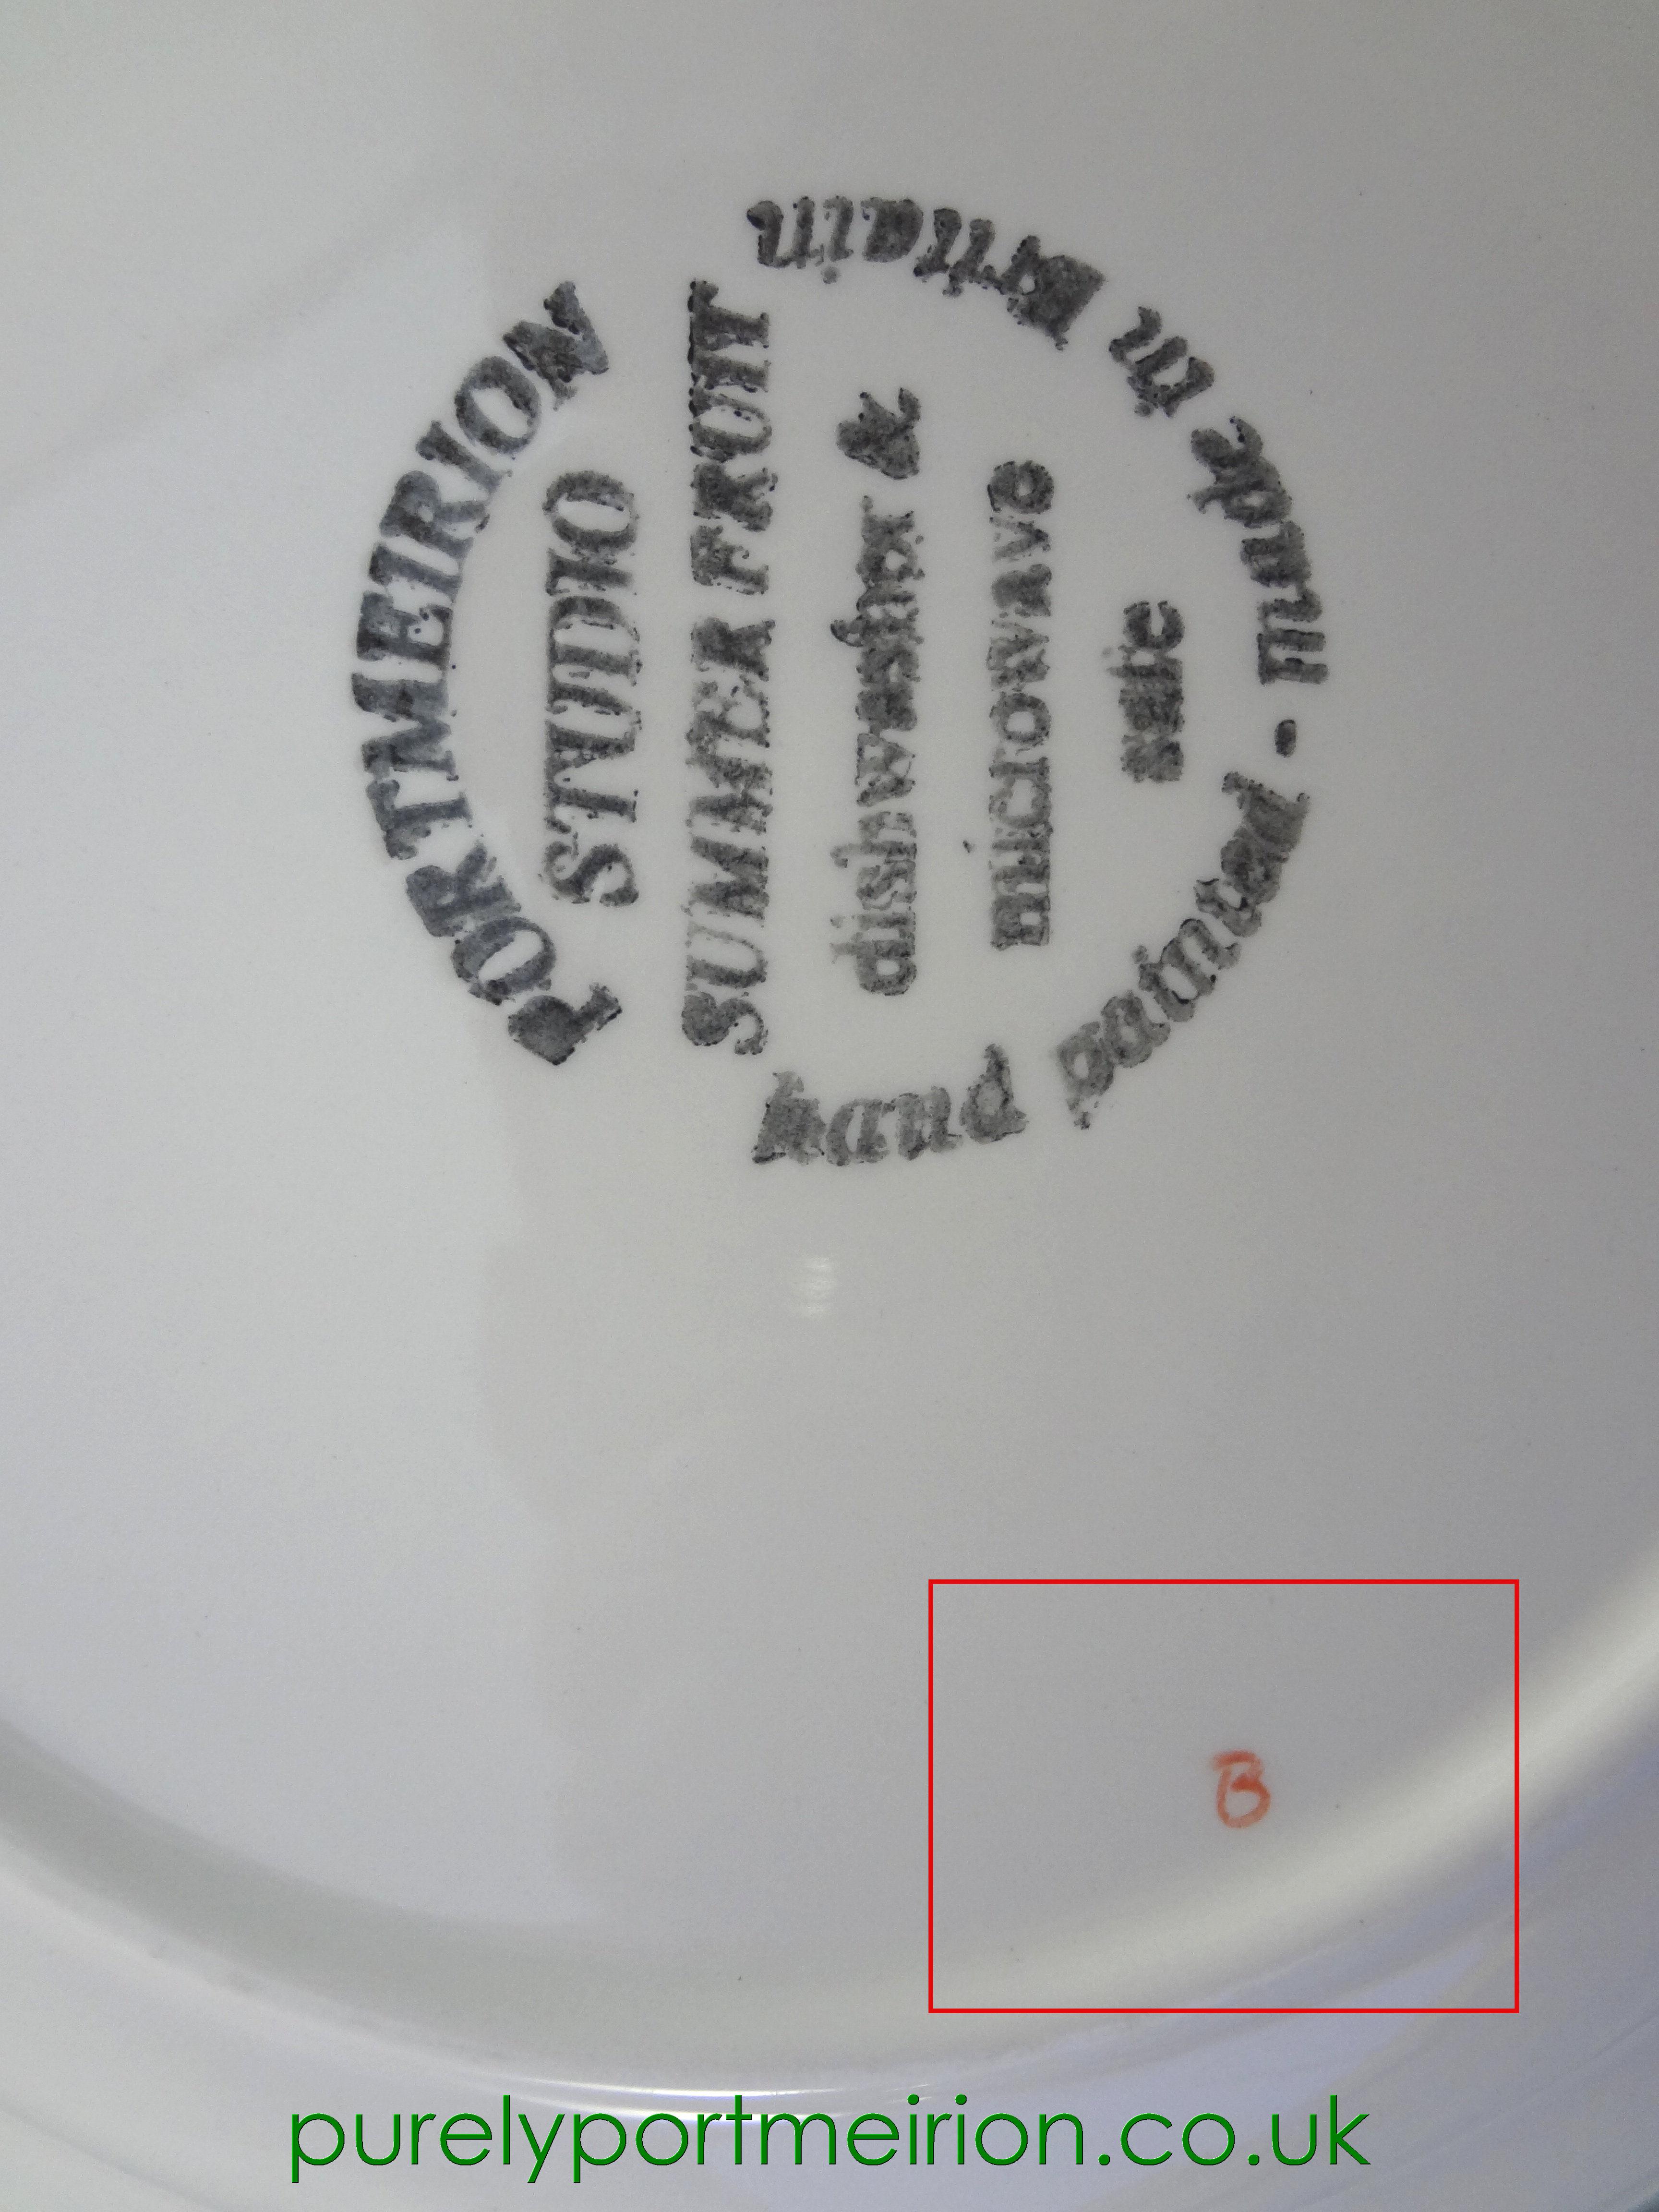 PORTMEIRION
STUDIO
SUMMER FRUIT
dishwasher &
microwave
safe
hand painted - made in Britain
B
purelyportmeirion.co.uk